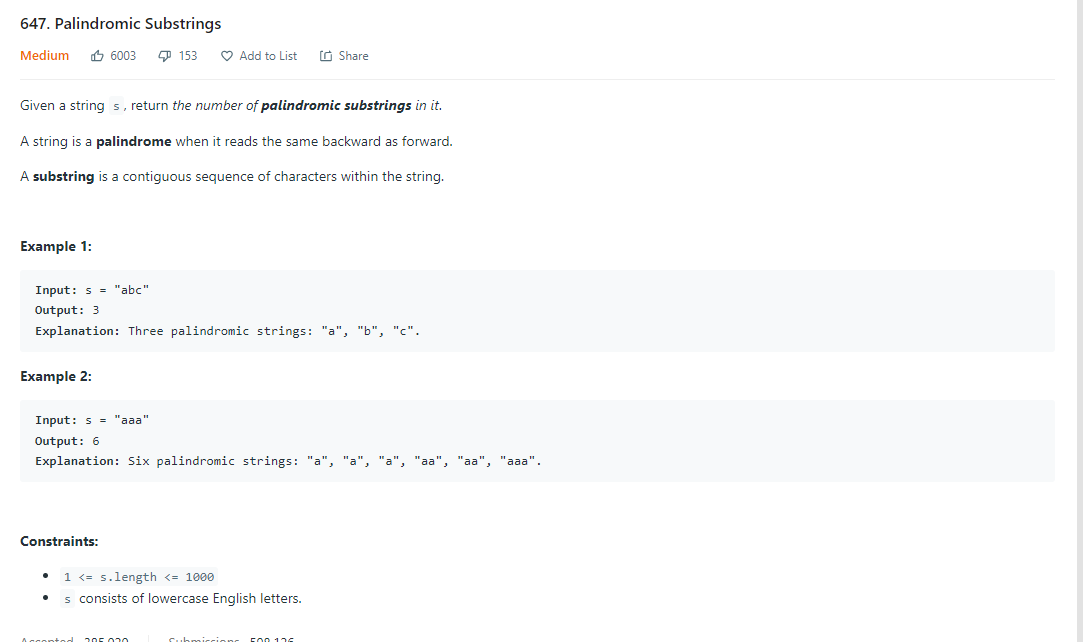 647. Palindromic Substrings
Medium 6003 153 Add to List Share
Given a string s, return the number of palindromic substrings in it.
A string is a palindrome when it reads the same backward as forward.
A substring is a contiguous sequence of characters within the string.
Example 1:
Input: s = "abc"
Output: 3
Explanation: Three palindromic strings: "a", "b", "c".
Example 2:
Input: s = "aaa"
Output: 6
Explanation: Six palindromic strings: "a", "a", "a", "aa", "aa", "aaa".
Constraints:
1 <= s.length <= 1000
s consists of lowercase English letters.
Accepted Submissions